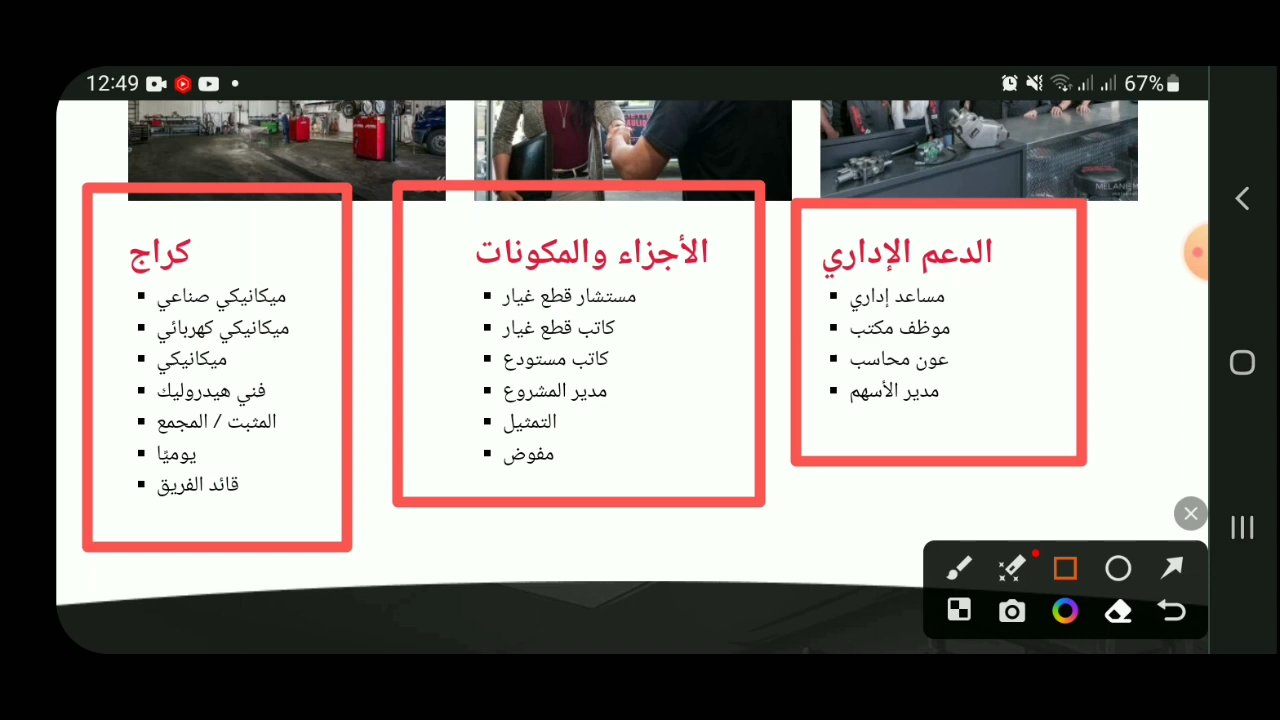 12:49
67%
MELANI
كراج
ميكانيكي صناعي
ميكانيكي كهربائي
ميكانيكي
فني هيدروليك
المثبت / المجمع
يوميًا
قائد الفريق
الأجزاء والمكونات
مستشار قطع غيار
كاتب قطع غيار
كاتب مستودع
مدير المشروع
التمثيل
مفوض
الدعم الإداري
مساعد إداري
موظف مكتب
عون محاسب
مدير الأسهم